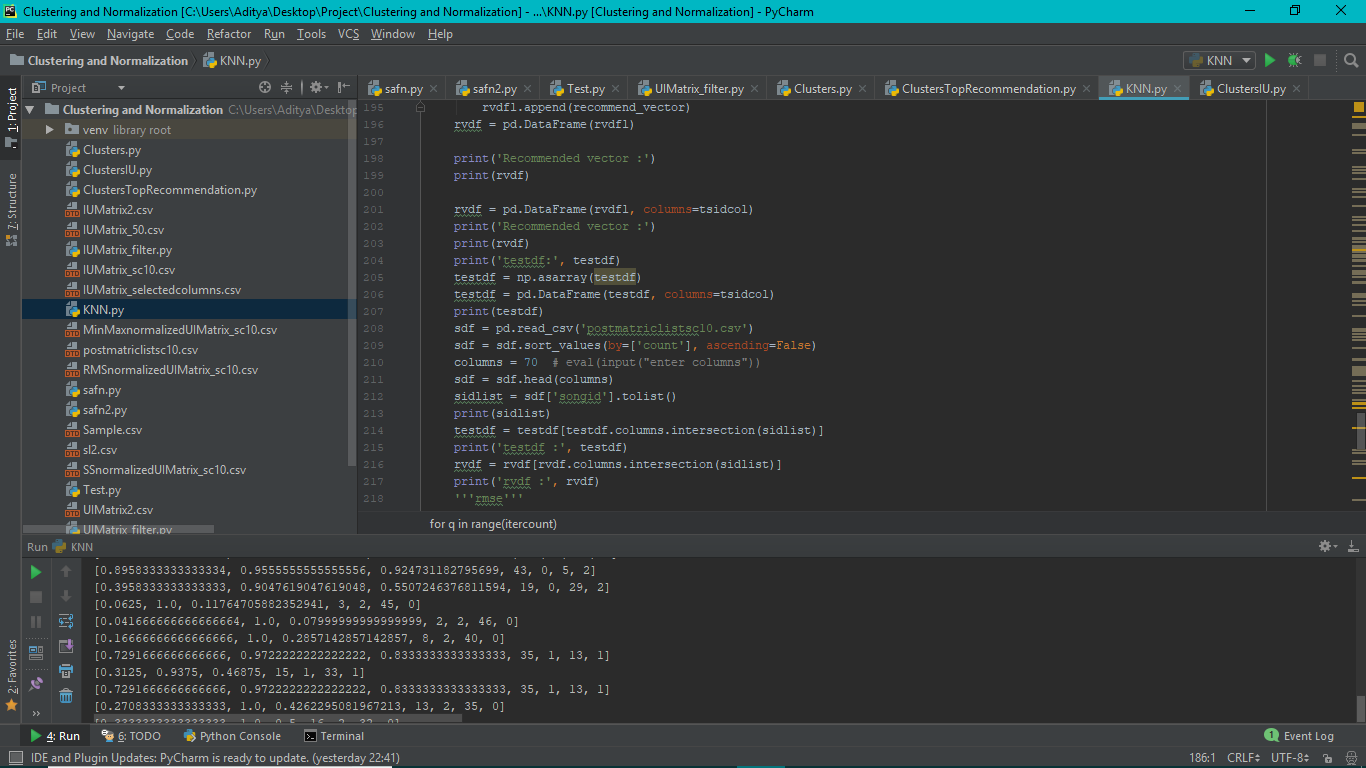 Clustering and Normalization [C:\Users\Aditya\Desktop\Project\Clustering and Normalization] - ...\KNN.py [Clustering and Normalization] - PyCharm
File Edit View Navigate Code Refactor Run Tools VCS Window Help
Clustering and Normalization KNN.py KNN
1: Project
7: Structure
2: Favorites
Project
Clustering and Normalization C:\Users\Aditya\Desktop
venv library root
Clusters.py
ClustersIU.py
ClustersTopRecommendation.py
IUMatrix2.csv
IUMatrix_50.csv
IUMatrix_filter.py
IUMatrix_sc10.csv
IUMatrix_selectedcolumns.csv
KNN.py
MinMaxnormalizedUIMatrix_sc10.csv
postmatriclistsc10.csv
RMSnormalizedUIMatrix_sc10.csv
safn.py
safn2.py
Sample.csv
sl2.csv
SSnormalizedUIMatrix_sc10.csv
Test.py
UIMatrix2.csv
UIMatrix_filter.py
safn.py safn2.py Test.py UIMatrix_filter.py Clusters.py ClustersTopRecommendation.py KNN.py ClustersIU.py
195 rvdfl.append(recommend_vector)
196 rvdf = pd.DataFrame(rvdfl)
197
198 print('Recommended vector :')
199 print(rvdf)
200
201 rvdf = pd.DataFrame(rvdfl, columns=tsidcol)
202 print('Recommended vector :')
203 print(rvdf)
204 print('testdf:', testdf)
205 testdf = np.asarray(testdf)
206 testdf = pd.DataFrame(testdf, columns=tsidcol)
207 print(testdf)
208 sdf = pd.read_csv('postmatriclistsc10.csv')
209 sdf = sdf.sort_values(by=['count'], ascending=False)
210 columns = 70 # eval(input("enter columns"))
211 sdf = sdf.head(columns)
212 sidlist = sdf['songid'].tolist()
213 print(sidlist)
214 testdf = testdf[testdf.columns.intersection(sidlist)]
215 print('testdf :', testdf)
216 rvdf = rvdf[rvdf.columns.intersection(sidlist)]
217 print('rvdf :', rvdf)
218 '''rmse'''
for q in range(itercount)
Run KNN
[0.8958333333333334, 0.9555555555555556, 0.924731182795699, 43, 0, 5, 2]
[0.3958333333333333, 0.9047619047619048, 0.5507246376811594, 19, 0, 29, 2]
[0.0625, 1.0, 0.11764705882352941, 3, 2, 45, 0]
[0.041666666666666664, 1.0, 0.07999999999999999, 2, 2, 46, 0]
[0.16666666666666666, 1.0, 0.2857142857142857, 8, 2, 40, 0]
[0.7291666666666666, 0.9722222222222222, 0.8333333333333333, 35, 1, 13, 1]
[0.3125, 0.9375, 0.46875, 15, 1, 33, 1]
[0.7291666666666666, 0.9722222222222222, 0.8333333333333333, 35, 1, 13, 1]
[0.2708333333333333, 1.0, 0.4262295081967213, 13, 2, 35, 0]
[0.3333333333333333, 1.0, 0.5, 16, 2, 32, 0]
4: Run 6: TODO Python Console Terminal 1 Event Log
IDE and Plugin Updates: PyCharm is ready to update. (yesterday 22:41) 186:1 CRLF UTF-8